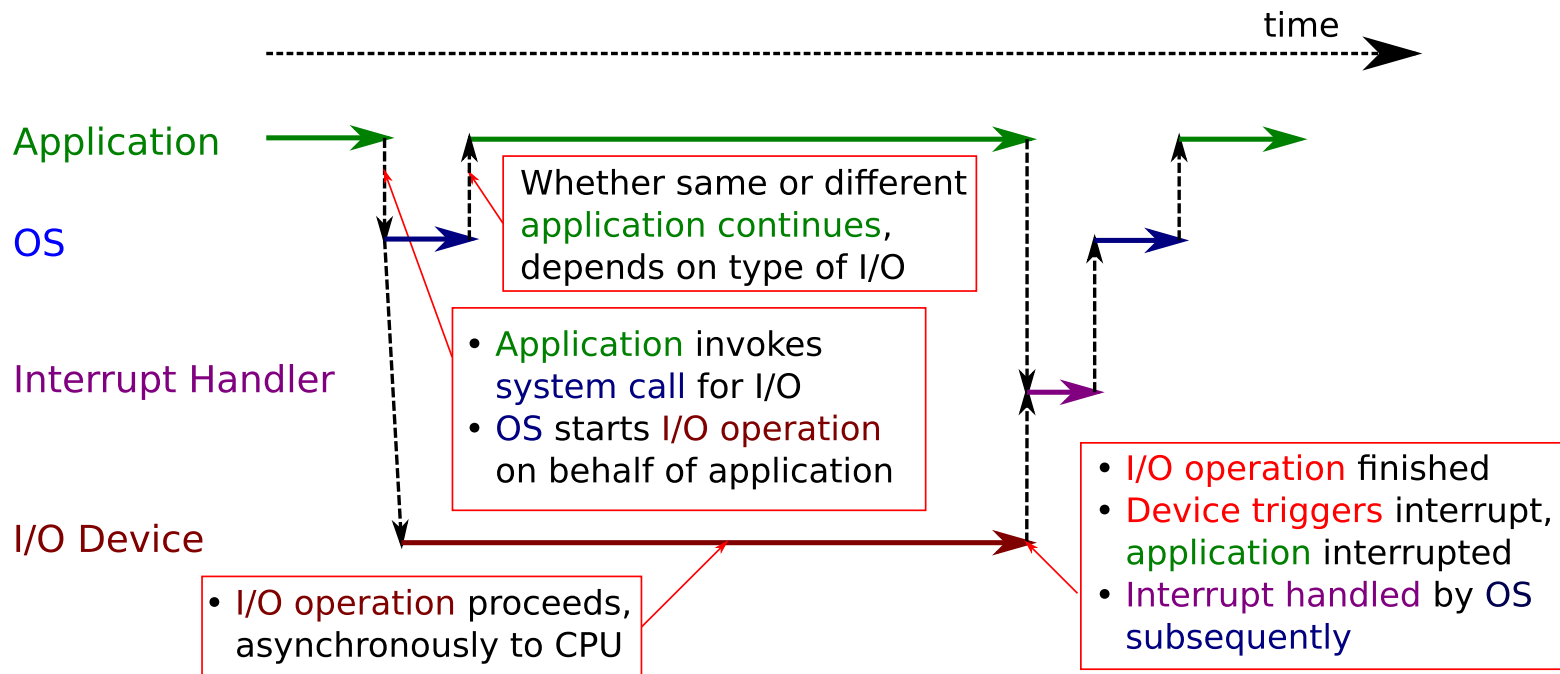 time
Application
OS
Interrupt Handler
I/O Device
Whether same or different
application continues,
depends on type of I/O
• Application invokes
system call for I/O
• OS starts I/O operation
on behalf of application
• I/O operation proceeds,
asynchronously to CPU
• I/O operation finished
• Device triggers interrupt,
application interrupted
• Interrupt handled by OS
subsequently